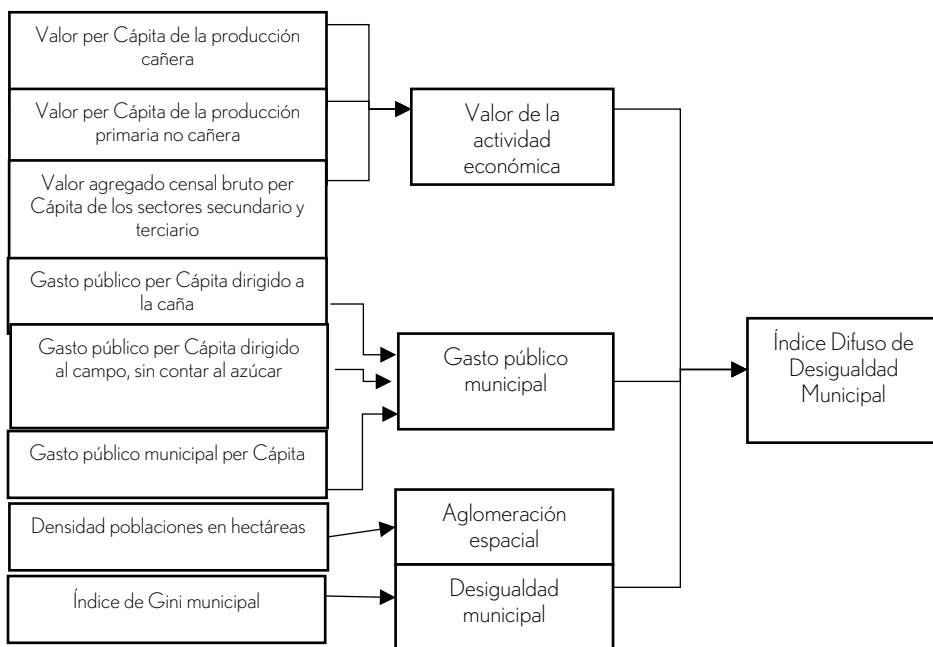 Valor per Cápita de la producción
cañera
Valor per Cápita de la producción
primaria no cañera
Valor agregado censal bruto per
Cápita de los sectores secundario y
terciario
Gasto público per Cápita dirigido a
la caña
Gasto público per Cápita dirigido
al campo, sin contar al azúcar
Gasto público municipal per Cápita
Densidad poblaciones en hectáreas
Índice de Gini municipal
Valor de la
actividad
económica
Gasto público
municipal
Aglomeración
espacial
Desigualdad
municipal
Índice Difuso de
Desigualdad
Municipal